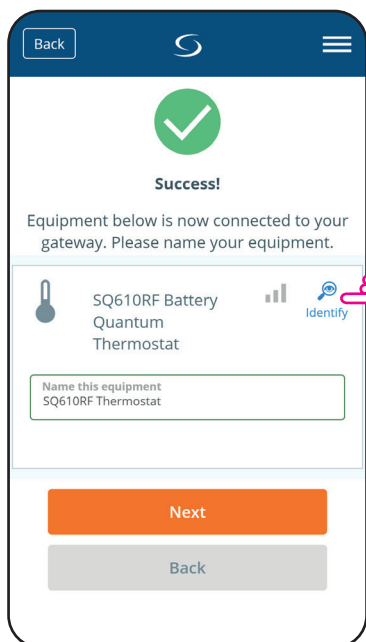 Back
Success!
Equipment below is now connected to your
gateway. Please name your equipment.
SQ610RF Battery
Quantum
Thermostat
Identify
Name this equipment
SQ610RF Thermostat
Next
Back